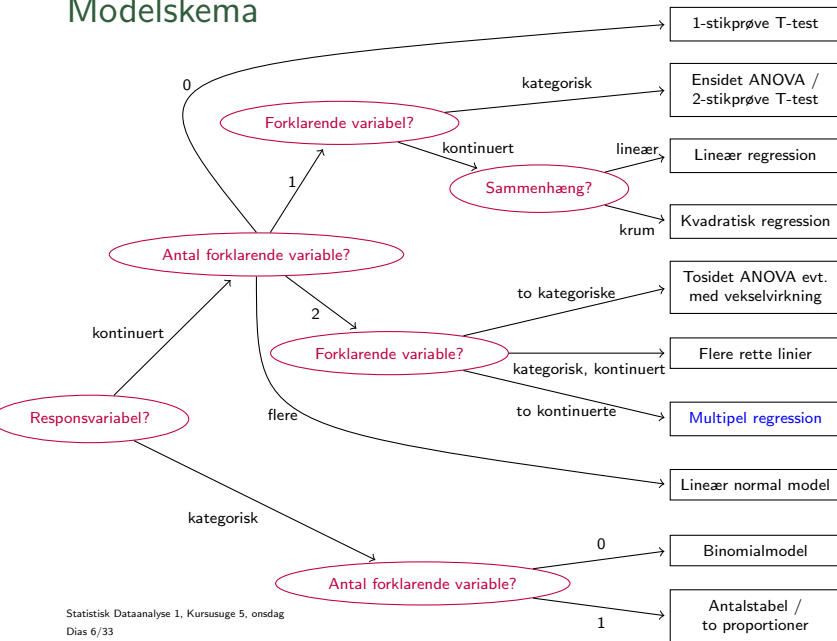 Modelskema
0
1-stikprøve T-test
kategorisk
Ensidet ANOVA /
2-stikprøve T-test
Forklarende variabel?
kontinuert
lineær
Lineær regression
1
Sammenhæng?
krum
Kvadratisk regression
Antal forklarende variable?
to kategoriske
Tosidet ANOVA evt.
med vekselvirkning
2
kontinuert
Forklarende variable?
kategorisk, kontinuert
Flere rette linier
Responsvariabel?
flere
to kontinuerte
Multipel regression
Lineær normal model
kategorisk
0
Binomialmodel
Antal forklarende variable?
1
Antalstabel /
to proportioner
Statistisk Dataanalyse 1, Kursusuge 5, onsdag
Dias 6/33